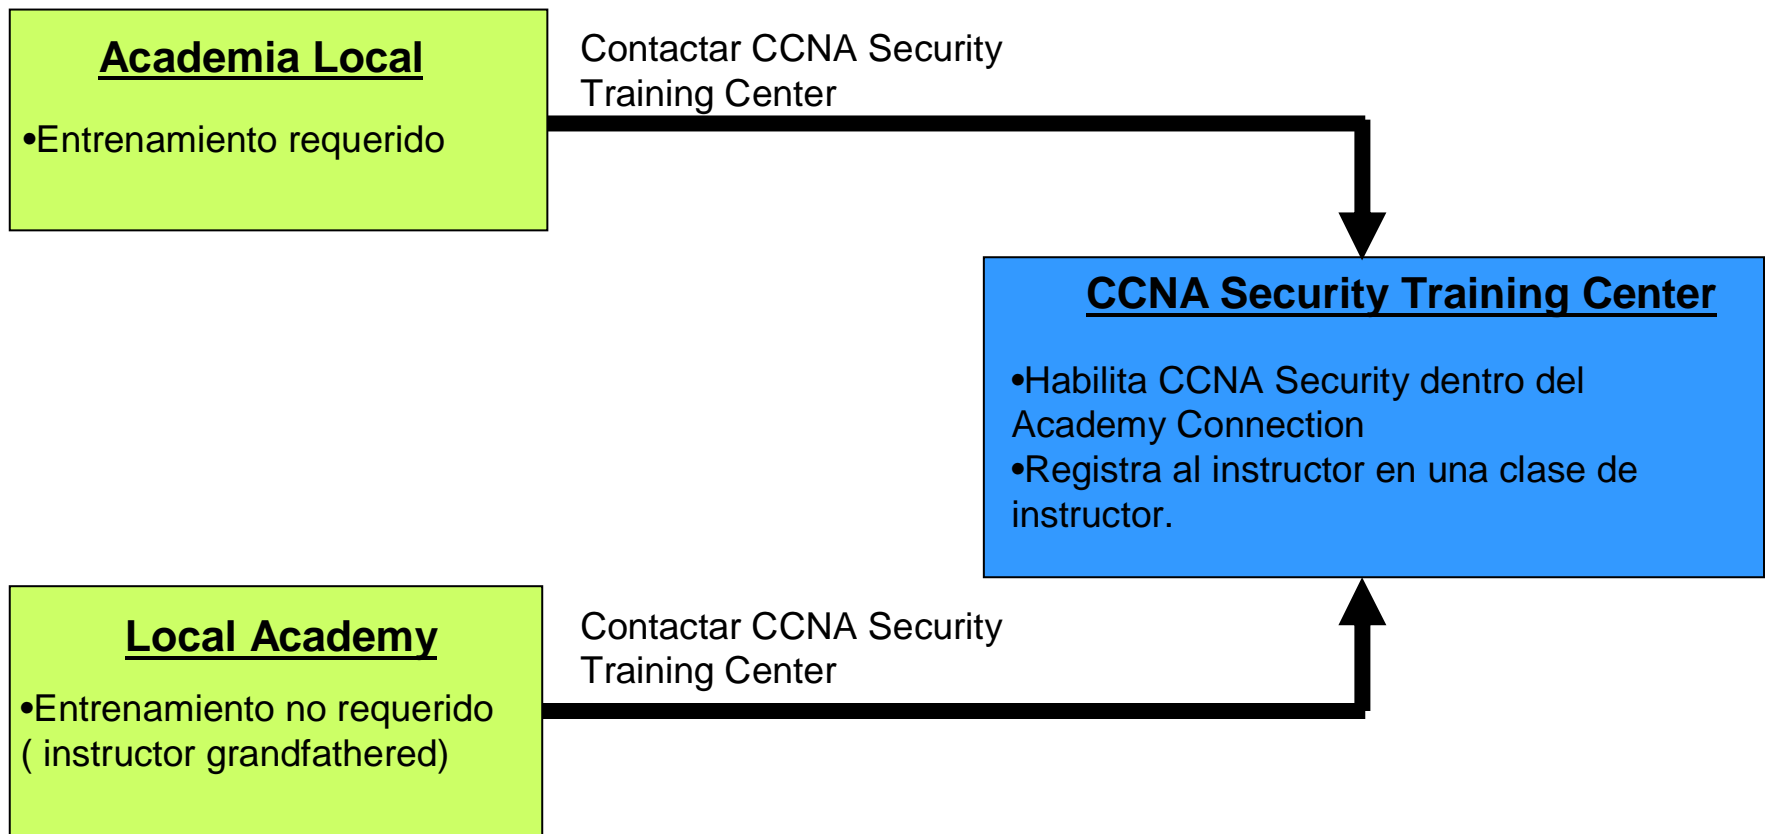 Academia Local
•Entrenamiento requerido
Contactar CCNA Security
Training Center
CCNA Security Training Center
•Habilita CCNA Security dentro del
Academy Connection
•Registra al instructor en una clase de
instructor.
Local Academy
•Entrenamiento no requerido
( instructor grandfathered)
Contactar CCNA Security
Training Center